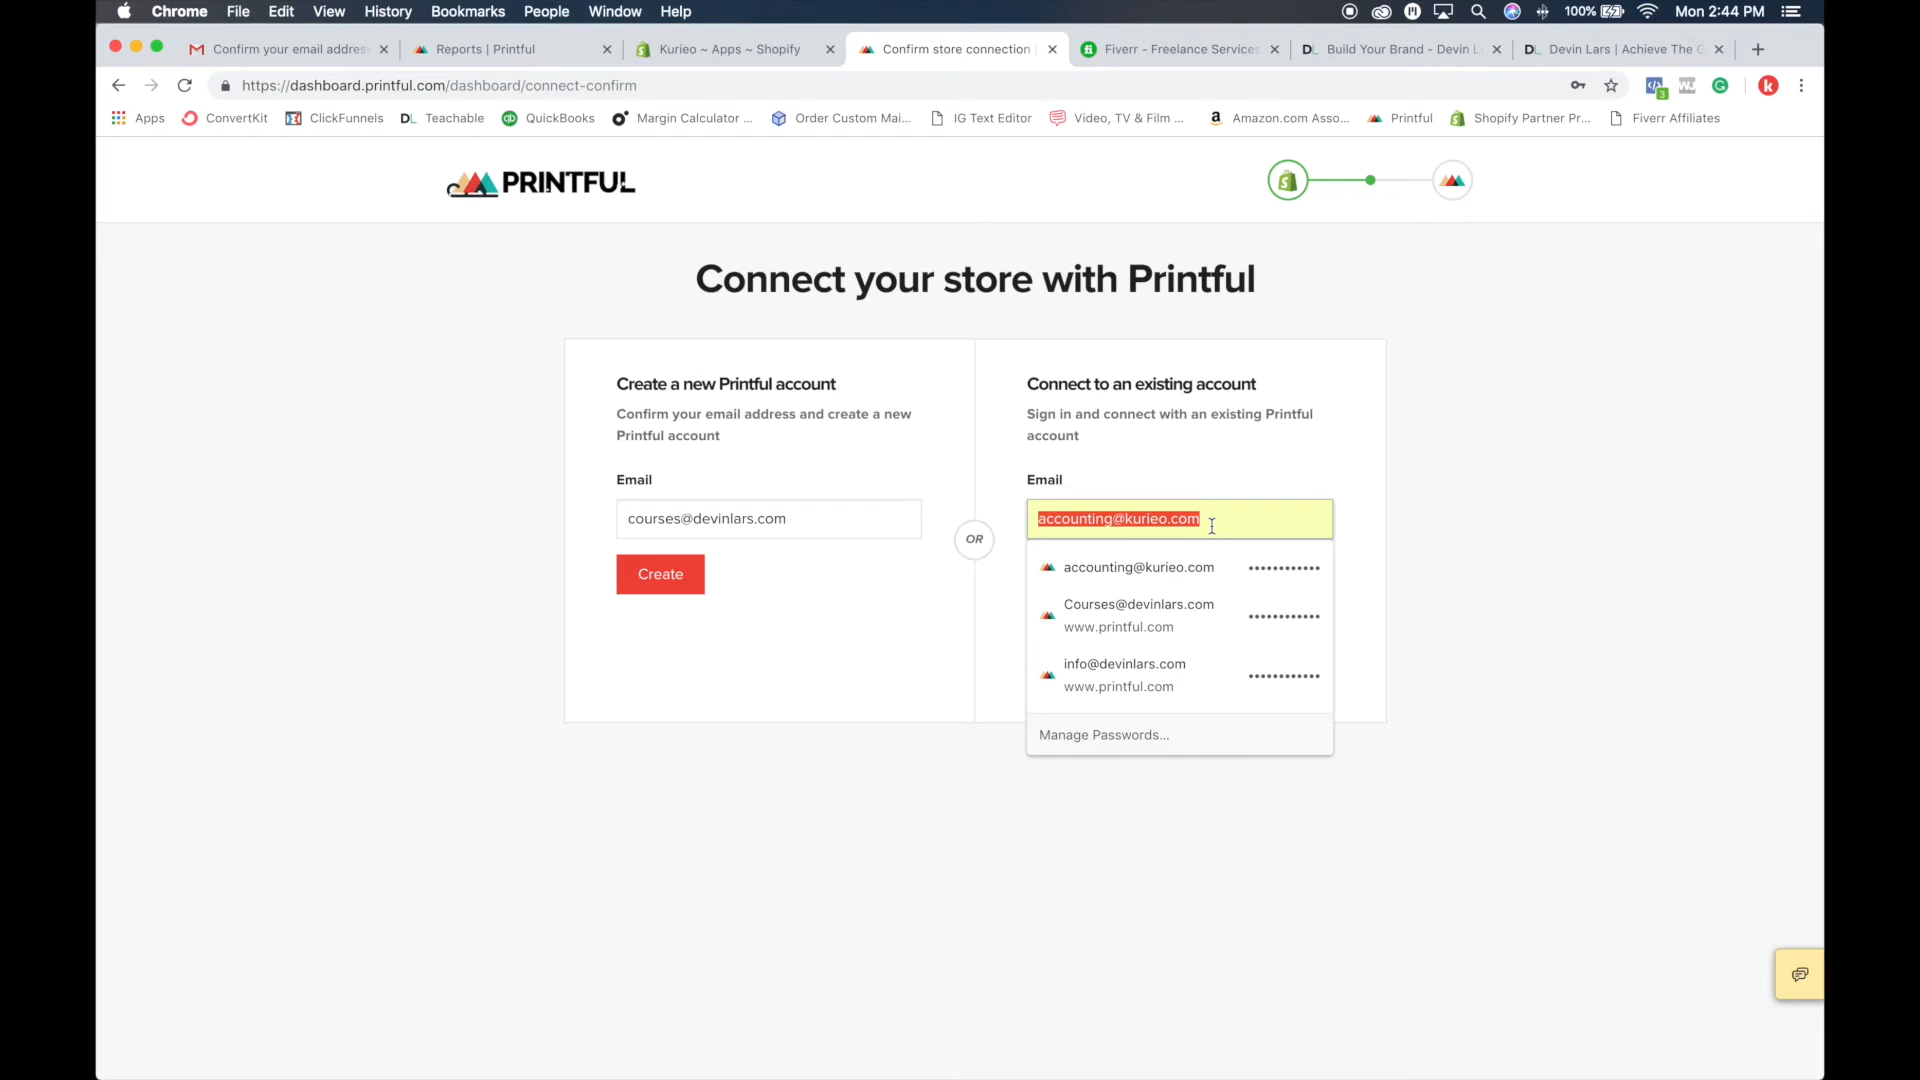 Chrome File Edit View History Bookmarks People Window Help 100% Mon 2:44 PM
Confirm your email address Reports | Printful Kurieo ~ Apps ~ Shopify Confirm store connection | Fiverr - Freelance Services Build Your Brand - Devin L Devin Lars | Achieve The G
https://dashboard.printful.com/dashboard/connect-confirm
Apps ConvertKit ClickFunnels DL Teachable QuickBooks Margin Calculator ... Order Custom Mai... IG Text Editor Video, TV & Film ... Amazon.com Asso... Printful Shopify Partner Pr... Fiverr Affiliates
PRINTFUL
Connect your store with Printful
Create a new Printful account
Confirm your email address and create a new
Printful account
Email
courses@devinlars.com
Create
OR
Connect to an existing account
Sign in and connect with an existing Printful
account
Email
accounting@kurieo.com
accounting@kurieo.com ••••••••••••
Courses@devinlars.com
www.printful.com ••••••••••••
info@devinlars.com
www.printful.com ••••••••••••
Manage Passwords...